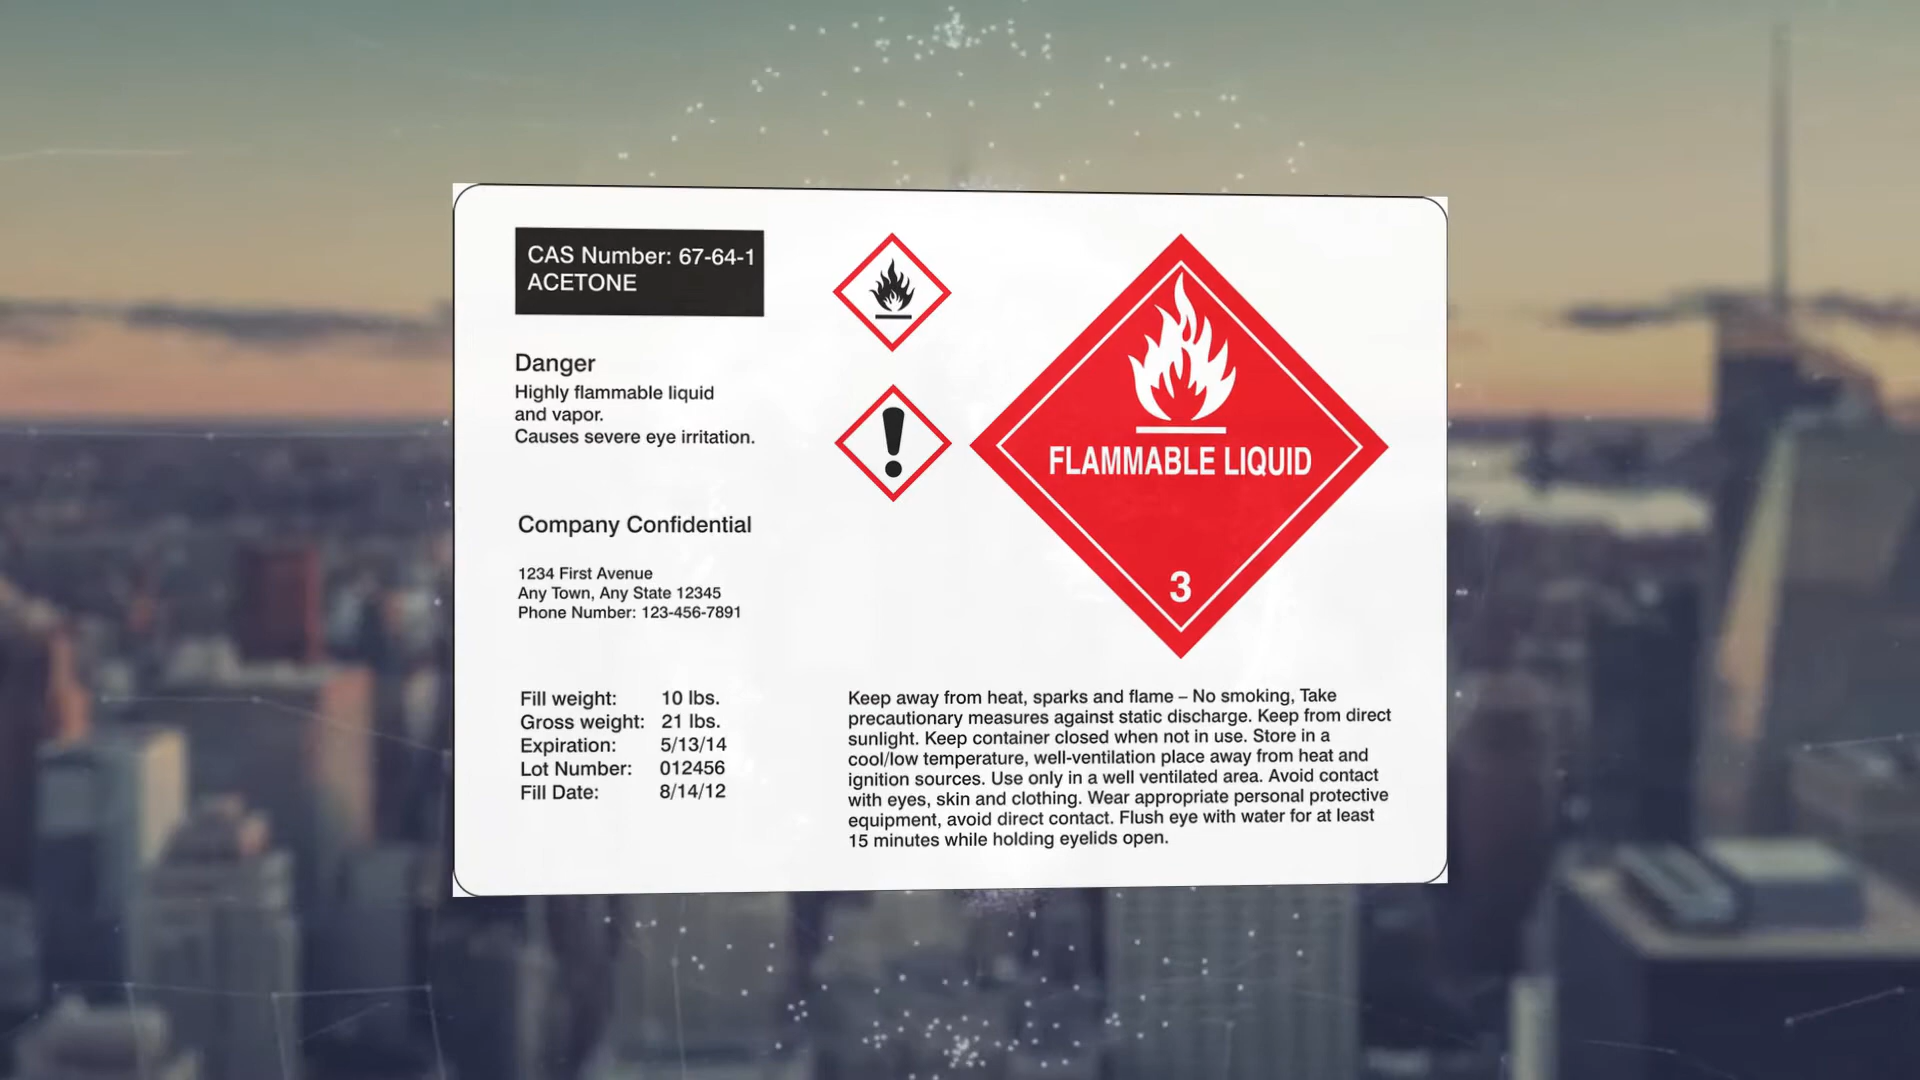 CAS Number: 67-64-1
ACETONE
Danger
Highly flammable liquid
and vapor.
Causes severe eye irritation.
Company Confidential
1234 First Avenue
Any Town, Any State 12345
Phone Number: 123-456-7891
Fill weight: 10 lbs.
Gross weight: 21 lbs.
Expiration: 5/13/14
Lot Number: 012456
Fill Date: 8/14/12
FLAMMABLE LIQUID
3
Keep away from heat, sparks and flame – No smoking, Take
precautionary measures against static discharge. Keep from direct
sunlight. Keep container closed when not in use. Store in a
cool/low temperature, well-ventilation place away from heat and
ignition sources. Use only in a well ventilated area. Avoid contact
with eyes, skin and clothing. Wear appropriate personal protective
equipment, avoid direct contact. Flush eye with water for at least
15 minutes while holding eyelids open.